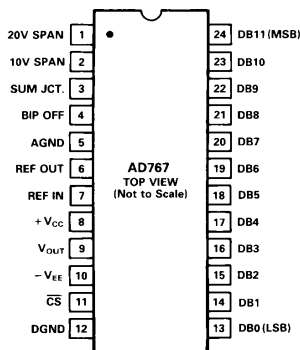 20V SPAN 1 24 DB11 (MSB)
10V SPAN 2 23 DB10
SUM JCT. 3 22 DB9
BIP OFF 4 21 DB8
AGND 5 20 DB7
REF OUT 6 19 DB6
REF IN 7 18 DB5
+ VCC 8 17 DB4
VOUT 9 16 DB3
– VEE 10 15 DB2
C̅S̅ 11 14 DB1
DGND 12 13 DB0 (LSB)
AD767
TOP VIEW
(Not to Scale)